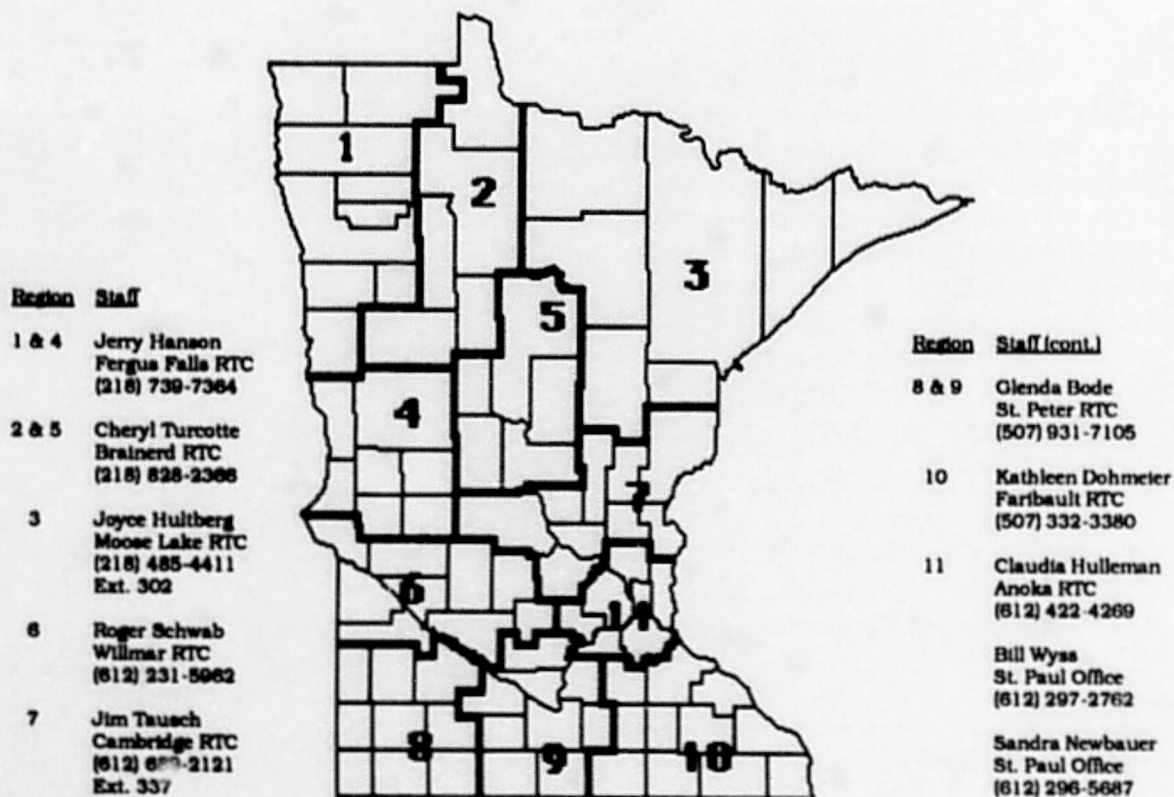 Region Staff
1 & 4 Jerry Hanson
Fergus Falls RTC
(218) 739-7364
2 & 5 Cheryl Turcotte
Brainerd RTC
(218) 828-2366
3 Joyce Hultberg
Moose Lake RTC
(218) 485-4411
Ext. 302
6 Roger Schwab
Willmar RTC
(612) 231-5962
7 Jim Tausch
Cambridge RTC
(612) -2121
Ext. 337
1
2
3
5
4
7
6
11
8
9
10
Region Staff (cont.)
8 & 9 Glenda Bode
St. Peter RTC
(507) 931-7105
10 Kathleen Dohmeier
Faribault RTC
(507) 332-3380
11 Claudia Hulleman
Anoka RTC
(612) 422-4269
Bill Wyss
St. Paul Office
(612) 297-2762
Sandra Newbauer
St. Paul Office
(612) 296-5687